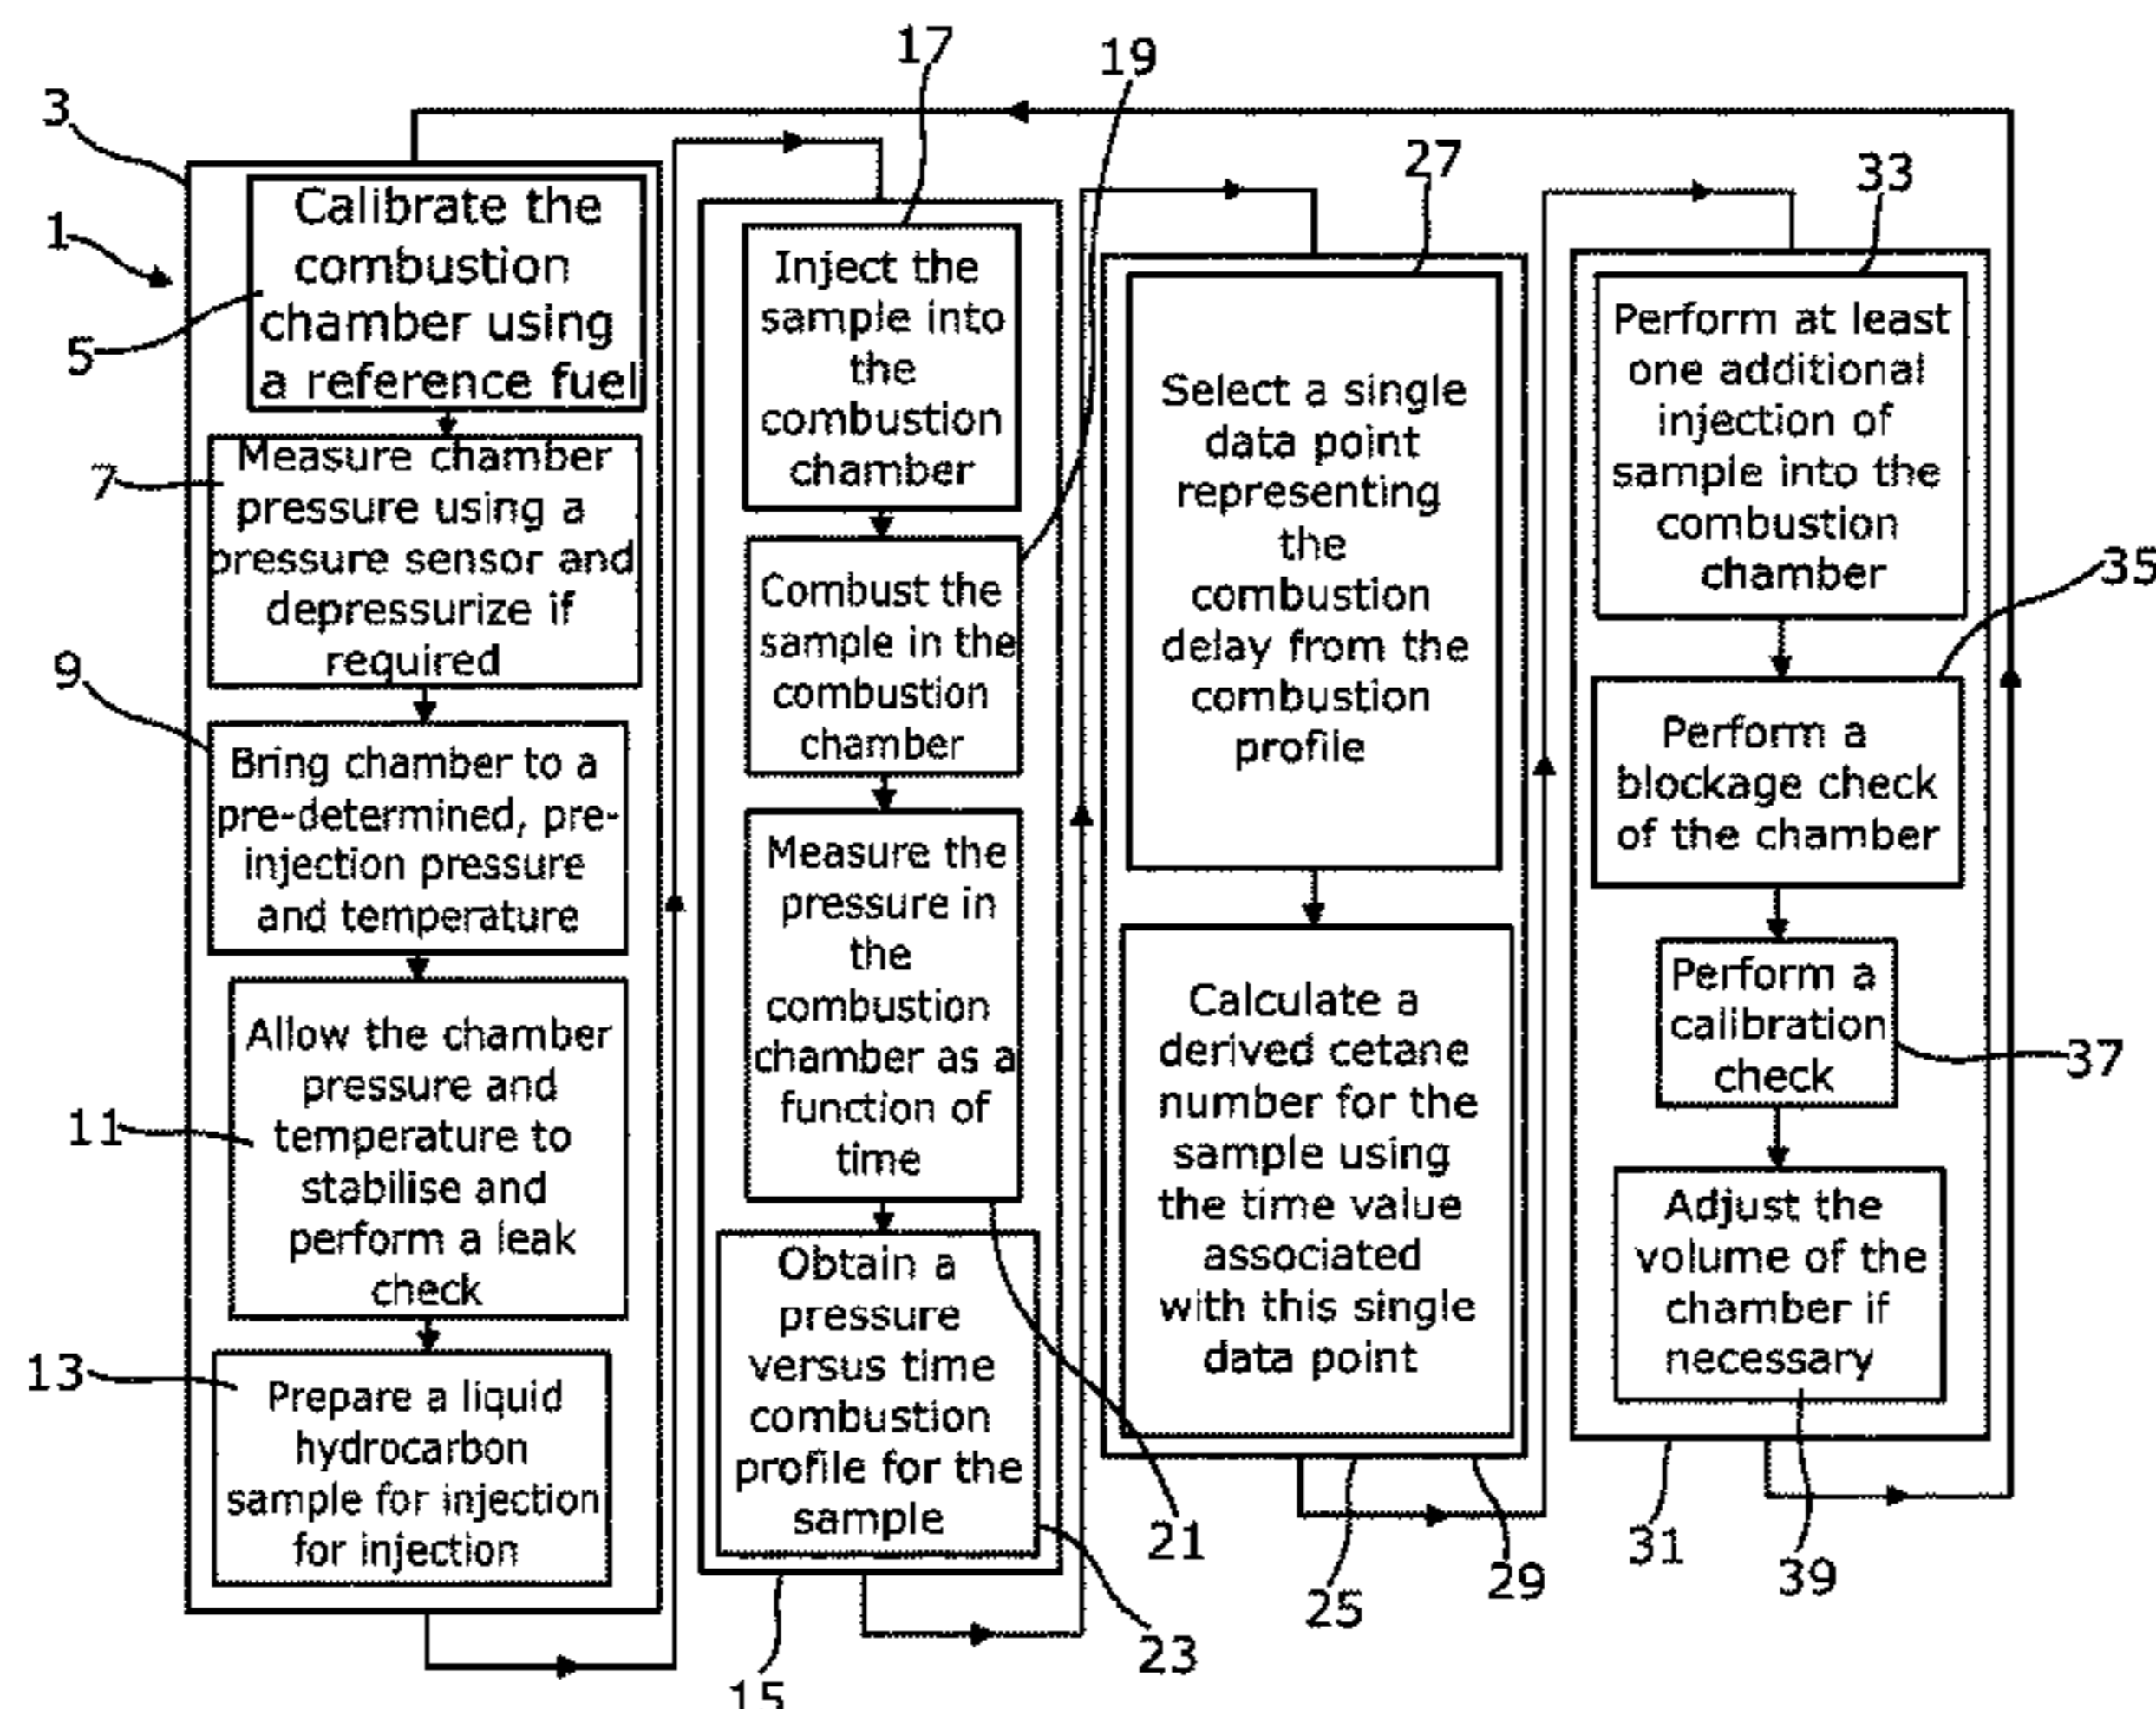 3
1
5
7
9
11
13
Calibrate the
combustion
chamber using
a reference fuel
Measure chamber
pressure using a
pressure sensor and
depressurize if
required
Bring chamber to a
pre-determined, pre-
injection pressure
and temperature
Allow the chamber
pressure and
temperature to
stabilise and
perform a leak
check
Prepare a liquid
hydrocarbon
sample for injection
for injection
17
19
Inject the
sample into
the
combustion
chamber
Combust the
sample in the
combustion
chamber
Measure the
pressure in
the
combustion
chamber as a
function of
time
Obtain a
pressure
versus time
combustion
profile for the
sample
15
21
23
27
Select a single
data point
representing
the
combustion
delay from the
combustion
profile
Calculate a
derived cetane
number for the
sample using
the time value
associated
with this single
data point
25
29
33
Perform at least
one additional
injection of
sample into the
combustion
chamber
35
Perform a
blockage check
of the chamber
Perform a
calibration
check
37
Adjust the
volume of the
chamber if
necessary
31
39